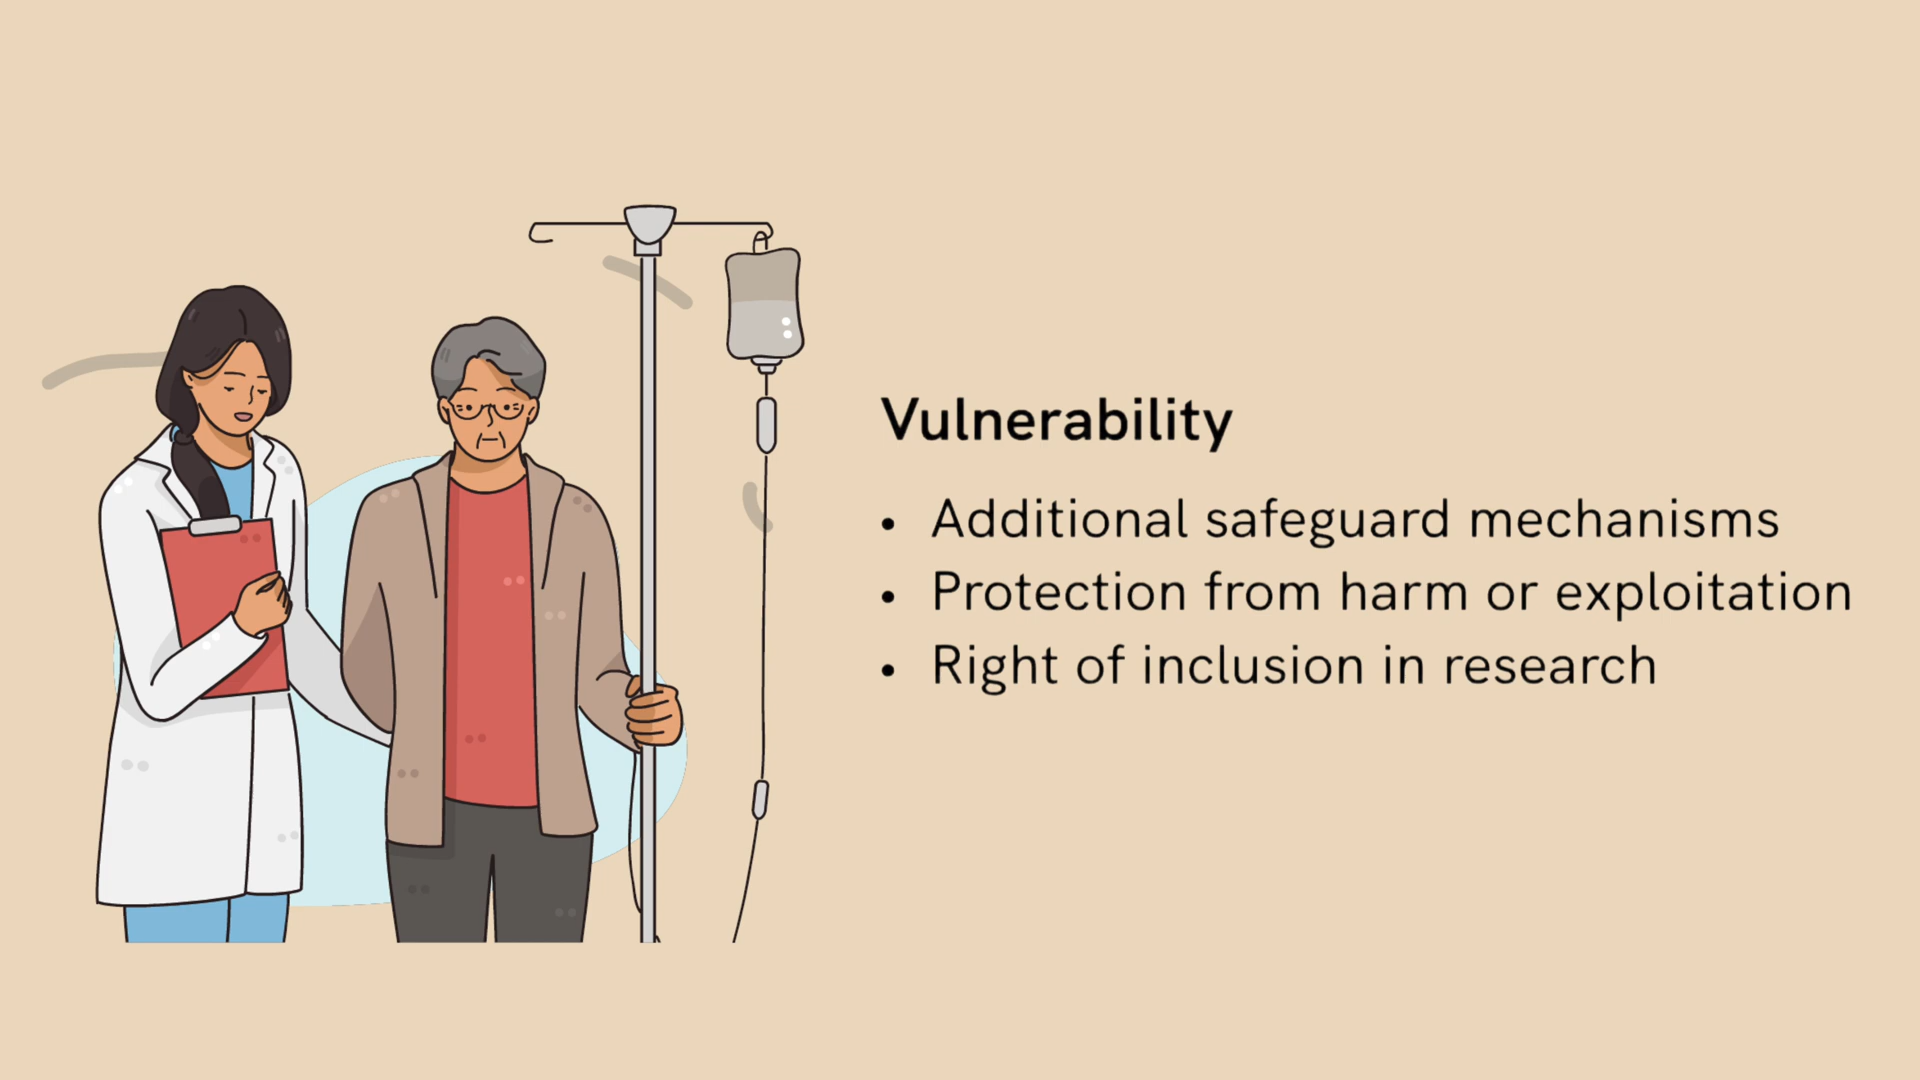 Vulnerability
• Additional safeguard mechanisms
• Protection from harm or exploitation
• Right of inclusion in research